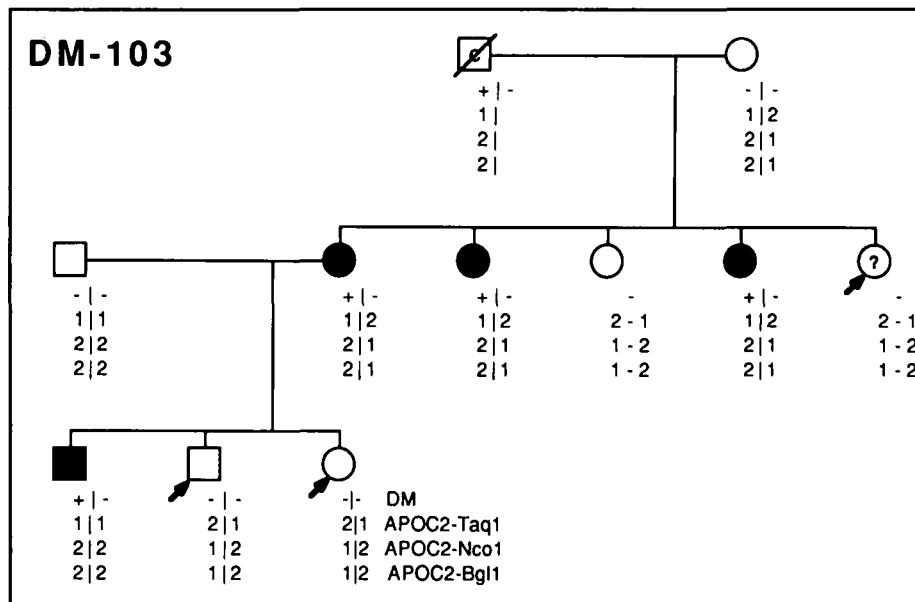 DM-103
C
+|- -|-
1| 1|2
2| 2|1
2| 2|1
?
-|- +|- +|- - +|- -
1|1 1|2 1|2 2-1 1|2 2-1
2|2 2|1 2|1 1-2 2|1 1-2
2|2 2|1 2|1 1-2 2|1 1-2
+|- -|- -|- DM
1|1 2|1 2|1 APOC2-Taq1
2|2 1|2 1|2 APOC2-Nco1
2|2 1|2 1|2 APOC2-Bgl1